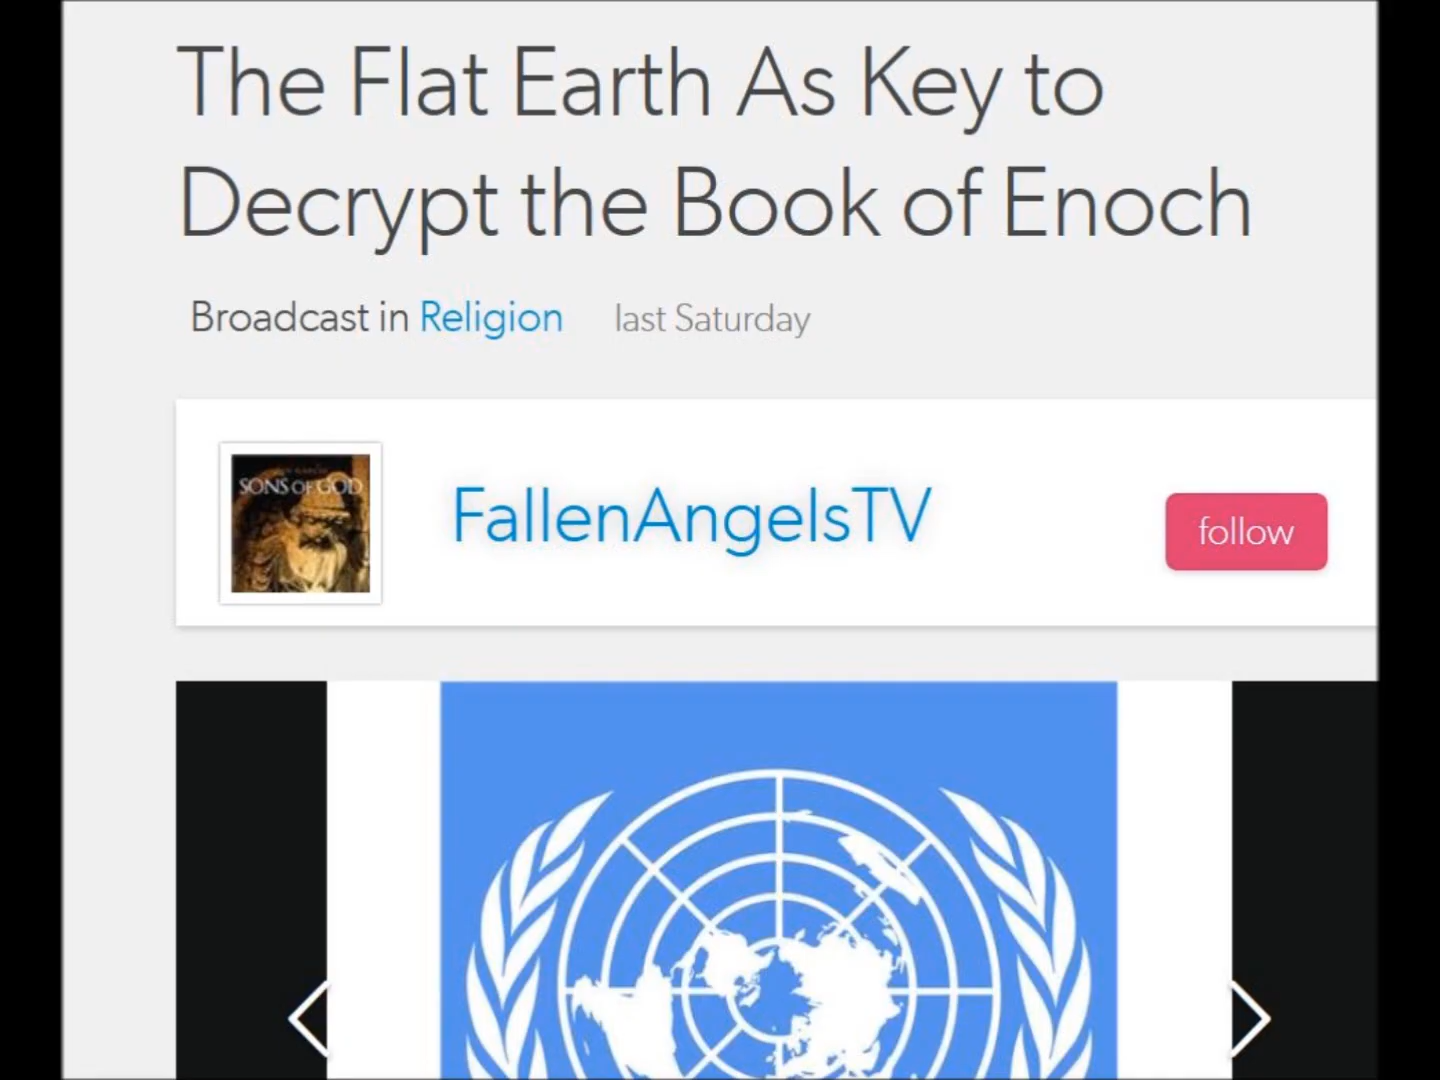 The Flat Earth As Key to
Decrypt the Book of Enoch
Broadcast in Religion last Saturday
SONS OF GOD
FallenAngelsTV
follow